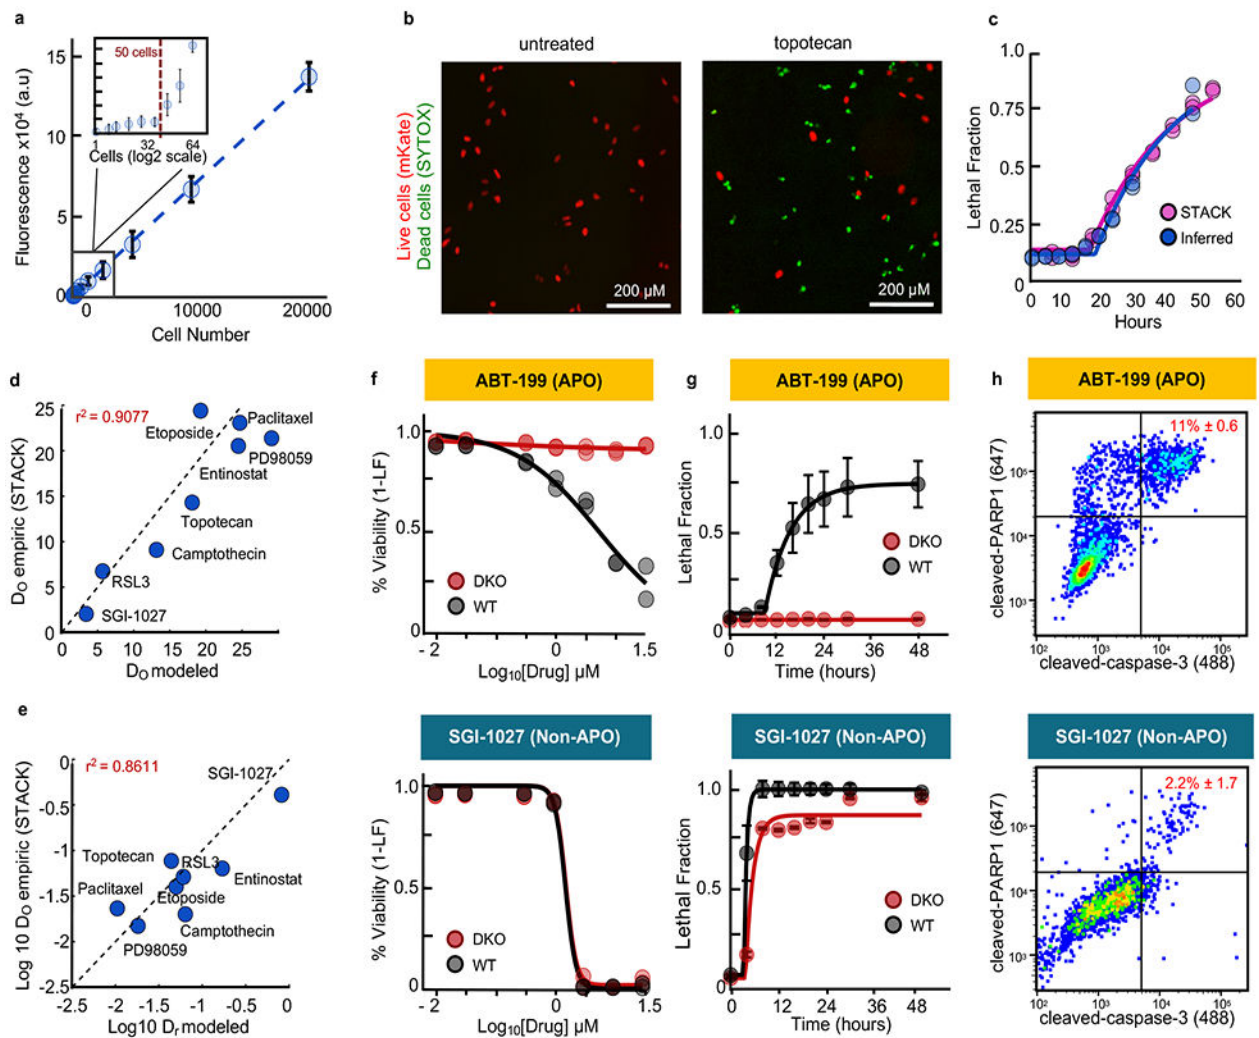 a
Fluorescence x10⁴ (a.u)
15
10
5
0
50 cells
1
32
64
Cells (log2 scale)
0
10000
20000
Cell Number
b
untreated
topotecan
Live cells (mKate)
Dead cells (SYTOX)
200 µM
200 µM
c
Lethal Fraction
1.0
0.75
0.5
0.25
0
STACK
Inferred
0 10 20 30 40 50 60
Hours
d
D_O empiric (STACK)
25
20
15
10
5
0
r² = 0.9077
Etoposide
Paclitaxel
PD98059
Entinostat
Topotecan
Camptothecin
RSL3
SGI-1027
0 5 10 15 20 25
D_O modeled
e
Log 10 D_O empiric (STACK)
0
-0.5
-1
-1.5
-2
-2.5
r² = 0.8611
SGI-1027
Topotecan
RSL3
Entinostat
Paclitaxel
Etoposide
Camptothecin
PD98059
-2.5 -2 -1.5 -1 -0.5 0
Log10 D_r modeled
f
ABT-199 (APO)
% Viability (1-LF)
1.0
0.5
0
DKO
WT
- 2 -1 0 1 1.5
Log₁₀[Drug] µM
SGI-1027 (Non-APO)
% Viability (1-LF)
1.0
0.5
0
DKO
WT
- 2 -1 0 1 1.5
Log₁₀[Drug] µM
g
ABT-199 (APO)
Lethal Fraction
1.0
0.5
0
DKO
WT
0 12 24 36 48
Time (hours)
SGI-1027 (Non-APO)
Lethal Fraction
1.0
0.5
0
DKO
WT
0 12 24 36 48
Time (hours)
h
ABT-199 (APO)
cleaved-PARP1 (647)
11% ± 0.6
10⁵
10⁴
10³
10² 10³ 10⁴ 10⁵
cleaved-caspase-3 (488)
SGI-1027 (Non-APO)
cleaved-PARP1 (647)
2.2% ± 1.7
10⁵
10⁴
10³
10² 10³ 10⁴ 10⁵
cleaved-caspase-3 (488)